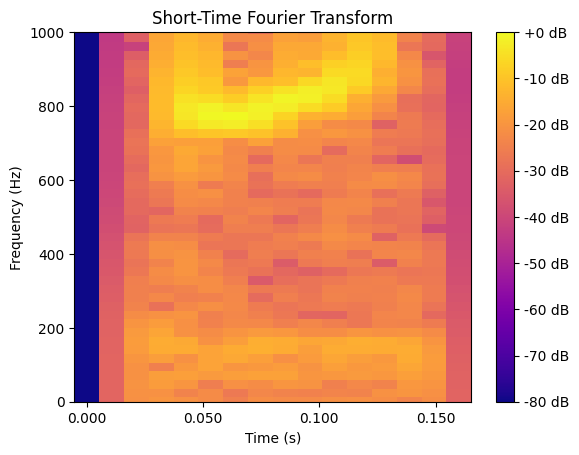 Short-Time Fourier Transform
Frequency (Hz)
1000
800
600
400
200
0
0.000
0.050
0.100
0.150
Time (s)
+0 dB
-10 dB
-20 dB
-30 dB
-40 dB
-50 dB
-60 dB
-70 dB
-80 dB